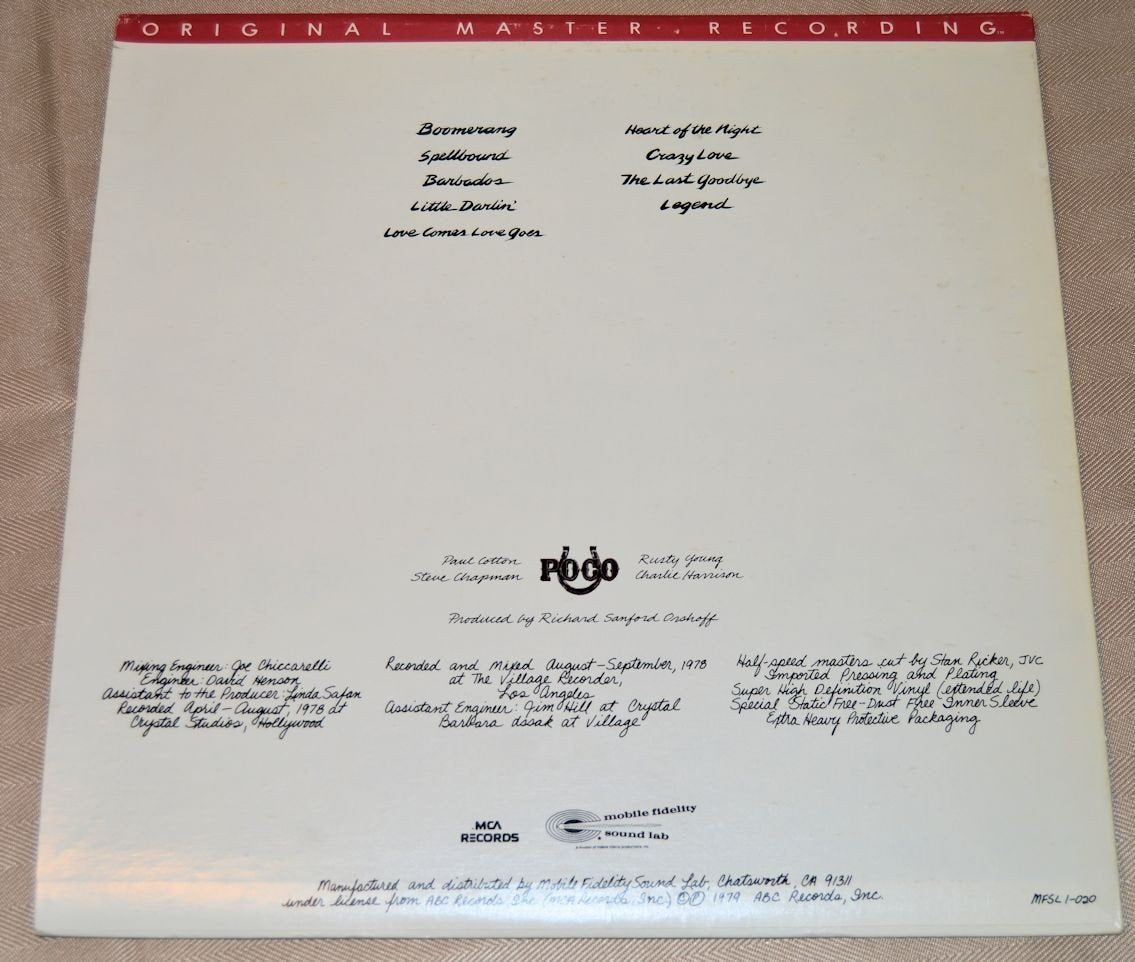 ORIGINAL MASTER RECORDING™
Boomerang
Spellbound
Barbados
Little Darlin'
Love Comes Love Goes
Heart of the Night
Crazy Love
The Last Goodbye
Legend
Paul Cotton
Steve Chapman
POCO
Rusty Young
Charlie Harrison
Produced by Richard Sanford Orshoff
Mixing Engineer: Joe Chiccarelli
Engineer: David Henson
Assistant to the Producer: Linda Safan
Recorded April-August, 1978 at
Crystal Studios, Hollywood
Recorded and Mixed August-September, 1978
at The Village Recorder,
Los Angeles
Assistant Engineer: Jim Hill at Crystal
Barbara Issak at Village
Half-speed masters cut by Stan Ricker, JVC
Imported Pressing and Plating
Super High Definition Vinyl (extended life)
Special Static Free-Dust Free Inner Sleeve
Extra Heavy Protective Packaging
MCA
RECORDS
mobile fidelity
sound lab
Manufactured and distributed by Mobile Fidelity Sound Lab, Chatsworth, CA 91311
under license from ABC Records, Inc (MCA Records, Inc.) ©℗ 1979 ABC Records, Inc.
MFSL 1-020